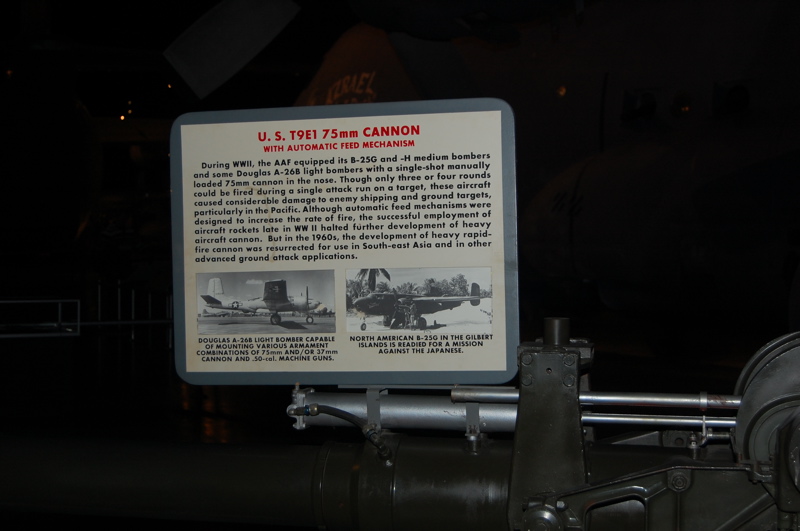 AZRAEL
U. S. T9E1 75mm CANNON
WITH AUTOMATIC FEED MECHANISM
During WWII, the AAF equipped its B-25G and -H medium bombers
and some Douglas A-26B light bombers with a single-shot manually
loaded 75mm cannon in the nose. Though only three or four rounds
could be fired during a single attack run on a target, these aircraft
caused considerable damage to enemy shipping and ground targets,
particularly in the Pacific. Although automatic feed mechanisms were
designed to increase the rate of fire, the successful employment of
aircraft rockets late in WW II halted further development of heavy
aircraft cannon. But in the 1960s, the development of heavy rapid-
fire cannon was resurrected for use in South-east Asia and in other
advanced ground attack applications.
DOUGLAS A-26B LIGHT BOMBER CAPABLE
OF MOUNTING VARIOUS ARMAMENT
COMBINATIONS OF 75mm AND/OR 37mm
CANNON AND .50-cal. MACHINE GUNS.
NORTH AMERICAN B-25G IN THE GILBERT
ISLANDS IS READIED FOR A MISSION
AGAINST THE JAPANESE.